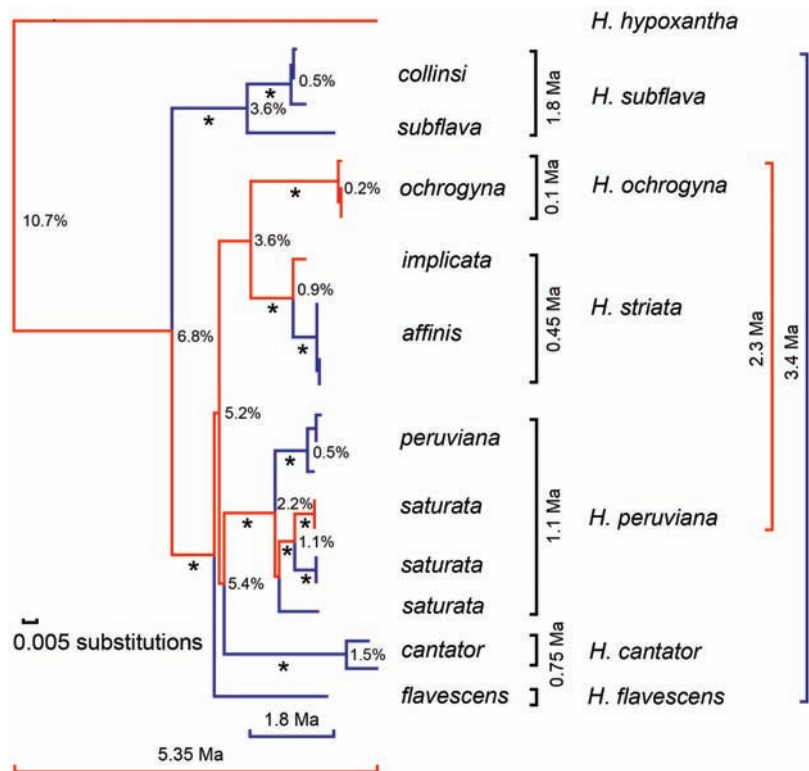 H. hypoxantha
collinsi
0.5%
3.6%
subflava
*
*
1.8 Ma
H. subflava
ochrogyna
0.2%
*
0.1 Ma
H. ochrogyna
10.7%
3.6%
implicata
0.9%
*
affinis
*
0.45 Ma
H. striata
6.8%
2.3 Ma
3.4 Ma
5.2%
peruviana
0.5%
*
2.2%
saturata
*
*
*
1.1%
saturata
*
saturata
1.1 Ma
H. peruviana
*
5.4%
0.005 substitutions
cantator
1.5%
*
0.75 Ma
H. cantator
flavescens
H. flavescens
1.8 Ma
5.35 Ma